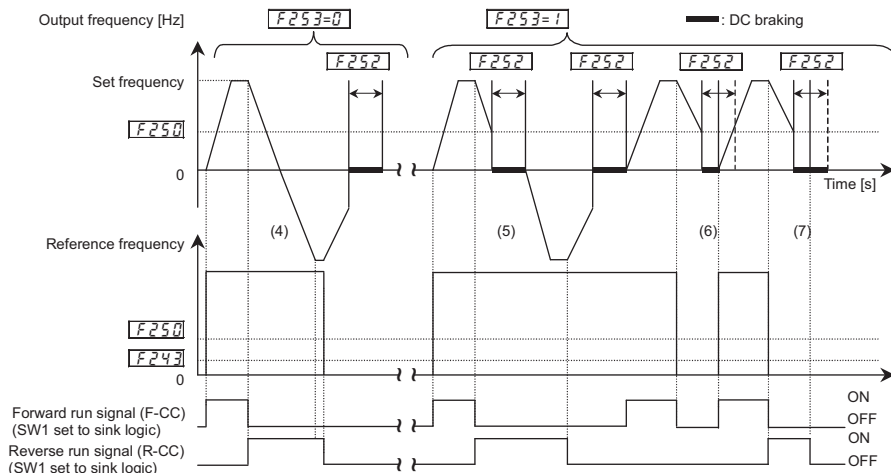 Output frequency [Hz]
F253=0
F253=1
: DC braking
F252
F252
F252
F252
F252
Set frequency
F250
0
Time [s]
(4)
(5)
(6)
(7)
Reference frequency
F250
F243
0
Forward run signal (F-CC)
(SW1 set to sink logic)
ON
OFF
Reverse run signal (R-CC)
(SW1 set to sink logic)
ON
OFF